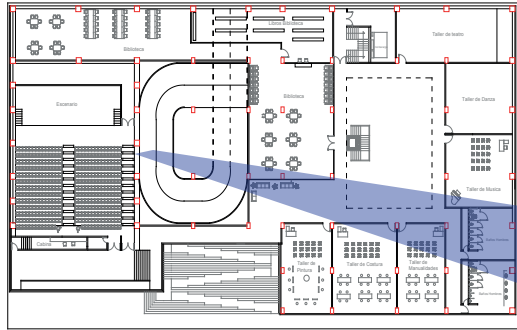 Libros Biblioteca
Taller de teatro
Biblioteca
Biblioteca
Taller de Danza
Escenario
Taller de Musica
Cabina
Taller de
Pintura
Taller de Costura
Taller de
Manualidades